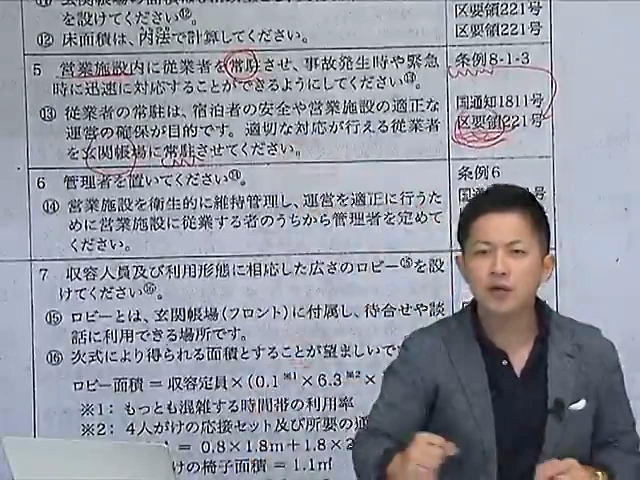 を設けてください⑫。
⑫ 床面積は、内法で計算してください。
区要領221号
5 営業施設内に従業者を常駐させ、事故発生時や緊急
時に迅速に対応することができるようにしてください⑬。
条例8-1-3
⑬ 従業者の常駐は、宿泊者の安全や営業施設の適正な
運営の確保が目的です。適切な対応が行える従業者
を玄関帳場に常駐させてください。
国通知1811号
区要領221号
6 管理者を置いてください⑭。
条例6
⑭ 営業施設を衛生的に維持管理し、運営を適正に行うた
めに営業施設に従業する者のうちから管理者を定めて
ください。
7 収容人員及び利用形態に相応した広さのロビー⑮を設
けてください⑯。
⑮ ロビーとは、玄関帳場(フロント)に付属し、待合せや談
話に利用できる場所です。
⑯ 次式により得られる面積とすることが望ましいで
ロビー面積=収容定員×(0.1※1×6.3※2×
※1: もっとも混雑する時間帯の利用率
※2: 4人がけの応接セット及び所要の
= 0.8×1.8m+1.8×2
けの椅子面積=1.1㎡